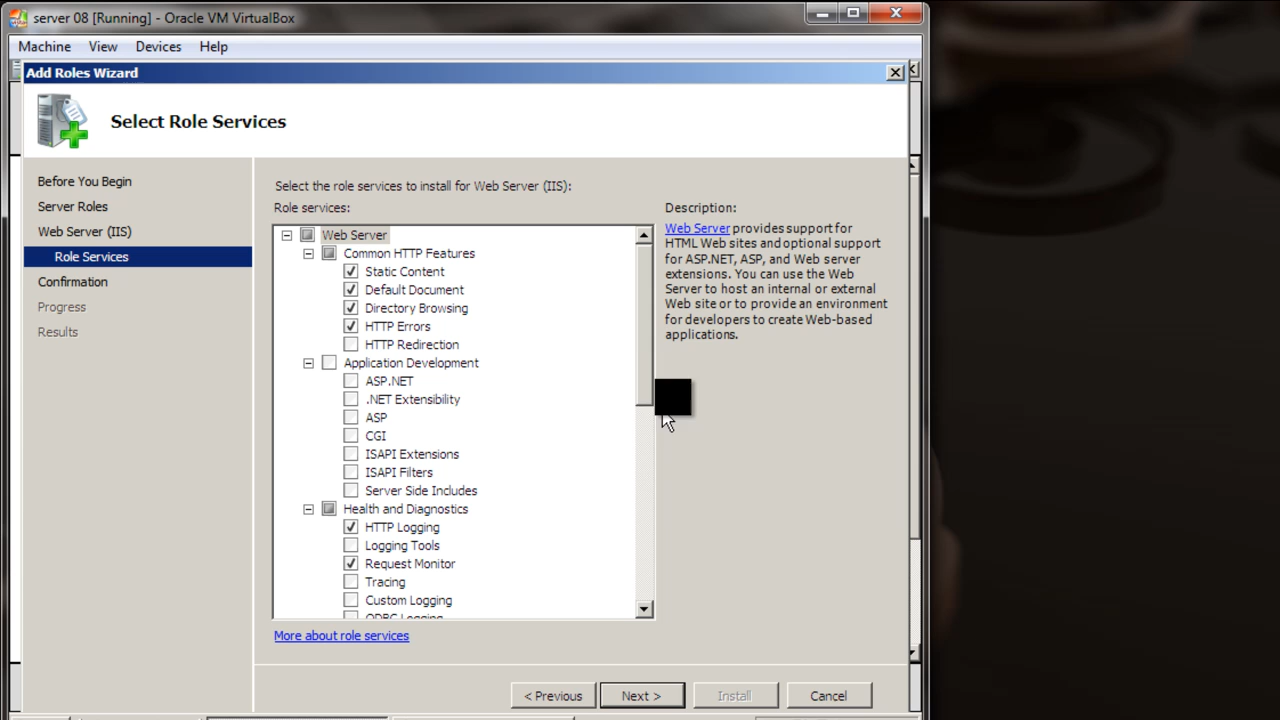 server 08 [Running] - Oracle VM VirtualBox
Machine View Devices Help
Add Roles Wizard
Select Role Services
Before You Begin
Server Roles
Web Server (IIS)
Role Services
Confirmation
Progress
Results
Select the role services to install for Web Server (IIS):
Role services:
Web Server
Common HTTP Features
Static Content
Default Document
Directory Browsing
HTTP Errors
HTTP Redirection
Application Development
ASP.NET
.NET Extensibility
ASP
CGI
ISAPI Extensions
ISAPI Filters
Server Side Includes
Health and Diagnostics
HTTP Logging
Logging Tools
Request Monitor
Tracing
Custom Logging
ODBC Logging
More about role services
Description:
Web Server provides support for
HTML Web sites and optional support
for ASP.NET, ASP, and Web server
extensions. You can use the Web
Server to host an internal or external
Web site or to provide an environment
for developers to create Web-based
applications.
< Previous
Next >
Install
Cancel